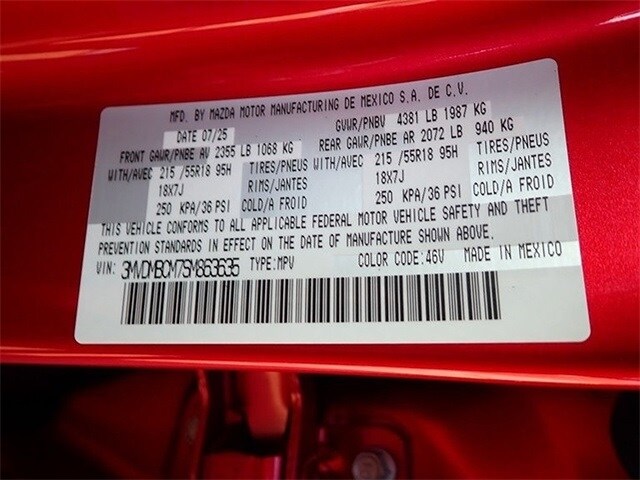 MFD. BY MAZDA MOTOR MANUFACTURING DE MEXICO S.A. DE C.V.
DATE 07/25 GVWR/PNBV 4381 LB 1987 KG
FRONT GAWR/PNBE AV 2355 LB 1068 KG REAR GAWR/PNBE AR 2072 LB 940 KG
WITH/AVEC 215 /55R18 95H TIRES/PNEUS WITH/AVEC 215 /55R18 95H TIRES/PNEUS
18X7J RIMS/JANTES 18X7J RIMS/JANTES
250 KPA/36 PSI COLD/A FROID 250 KPA/36 PSI COLD/A FROID
THIS VEHICLE CONFORMS TO ALL APPLICABLE FEDERAL MOTOR VEHICLE SAFETY AND THEFT
PREVENTION STANDARDS IN EFFECT ON THE DATE OF MANUFACTURE SHOWN ABOVE.
VIN: 3MVDMBCM7SM863635 TYPE:MPV COLOR CODE:46V MADE IN MEXICO